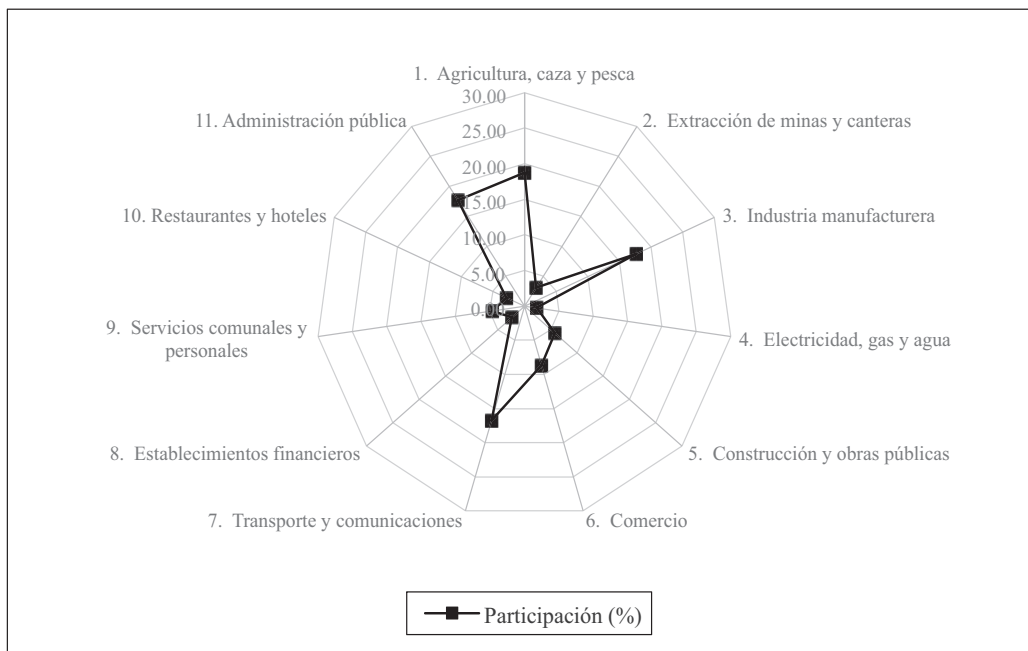 1. Agricultura, caza y pesca
30.00
11. Administración pública
2. Extracción de minas y canteras
25.00
20.00
10. Restaurantes y hoteles
3. Industria manufacturera
15.00
10.00
5.00
0.00
9. Servicios comunales y
personales
4. Electricidad, gas y agua
8. Establecimientos financieros
5. Construcción y obras públicas
7. Transporte y comunicaciones
6. Comercio
Participación (%)